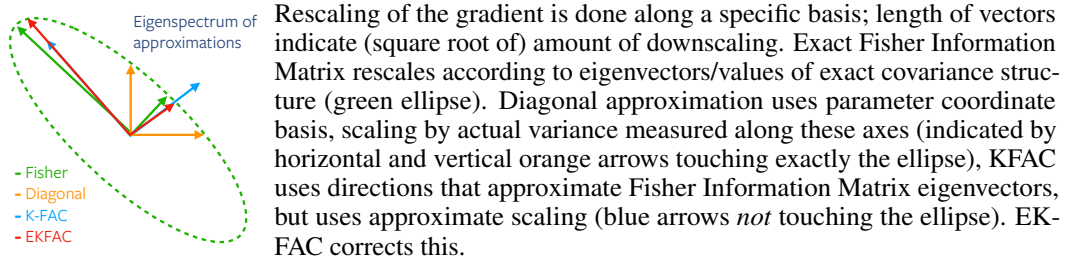 Eigenspectrum of
approximations
- Fisher
- Diagonal
- K-FAC
- EKFAC
Rescaling of the gradient is done along a specific basis; length of vectors
indicate (square root of) amount of downscaling. Exact Fisher Information
Matrix rescales according to eigenvectors/values of exact covariance struc-
ture (green ellipse). Diagonal approximation uses parameter coordinate
basis, scaling by actual variance measured along these axes (indicated by
horizontal and vertical orange arrows touching exactly the ellipse), KFAC
uses directions that approximate Fisher Information Matrix eigenvectors,
but uses approximate scaling (blue arrows not touching the ellipse). EK-
FAC corrects this.